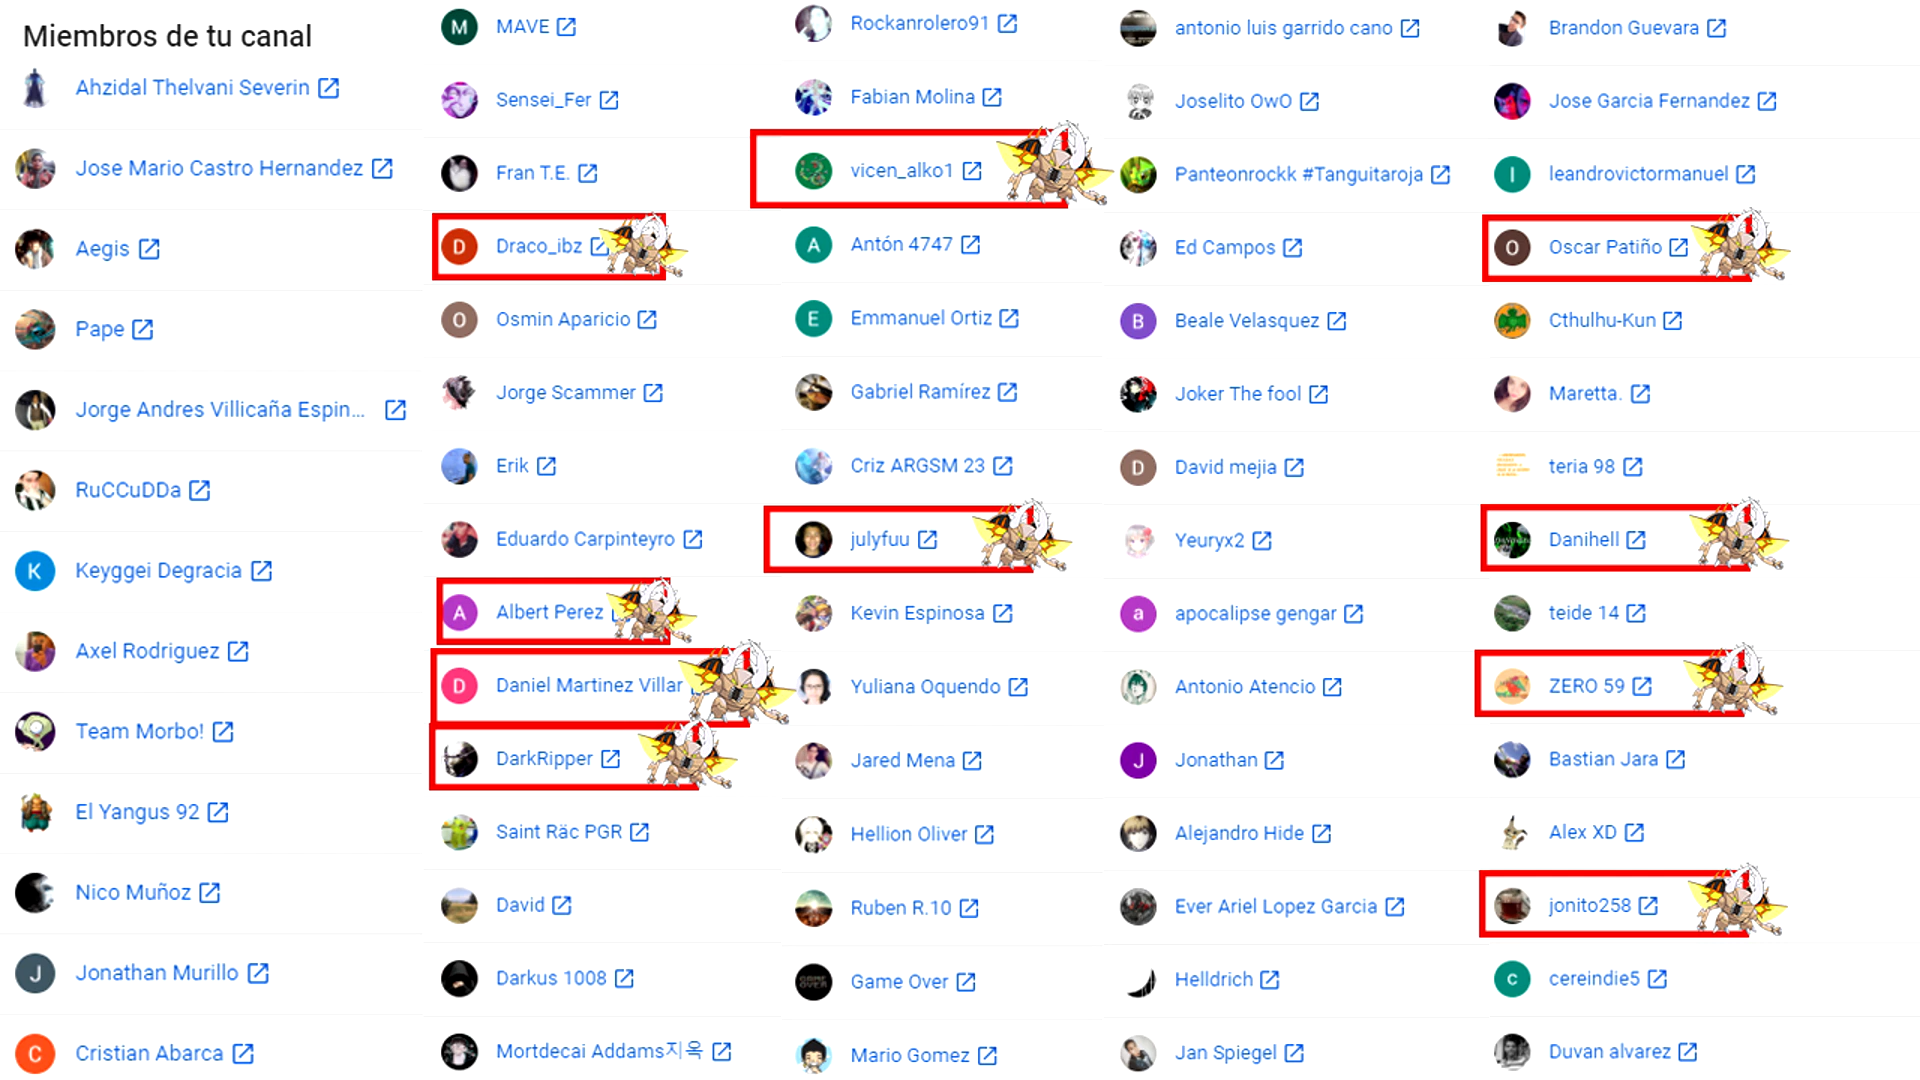 Miembros de tu canal
Ahzidal Thelvani Severin
Jose Mario Castro Hernandez
Aegis
Pape
Jorge Andres Villicaña Espin...
RuCCuDDa
K
Keyggei Degracia
Axel Rodriguez
Team Morbo!
El Yangus 92
Nico Muñoz
J
Jonathan Murillo
C
Cristian Abarca
M
MAVE
Sensei_Fer
Fran T.E.
D
Draco_ibz
O
Osmin Aparicio
Jorge Scammer
Erik
Eduardo Carpinteyro
A
Albert Perez
D
Daniel Martinez Villar
DarkRipper
Saint Räc PGR
David
Darkus 1008
Mortdecai Addams지옥
Rockanrolero91
Fabian Molina
vicen_alko1
A
Antón 4747
E
Emmanuel Ortiz
Gabriel Ramírez
Criz ARGSM 23
julyfuu
Kevin Espinosa
Yuliana Oquendo
Jared Mena
Hellion Oliver
Ruben R.10
GAME OVER
Game Over
Mario Gomez
antonio luis garrido cano
Joselito OwO
Panteonrockk #Tanguitaroja
Ed Campos
B
Beale Velasquez
Joker The fool
D
David mejia
Yeuryx2
a
apocalipse gengar
Antonio Atencio
J
Jonathan
Alejandro Hide
Ever Ariel Lopez Garcia
Helldrich
Jan Spiegel
Brandon Guevara
Jose Garcia Fernandez
l
leandrovictormanuel
O
Oscar Patiño
Cthulhu-Kun
Maretta.
teria 98
Danihell
teide 14
ZERO 59
Bastian Jara
Alex XD
jonito258
c
cereindie5
Duvan alvarez